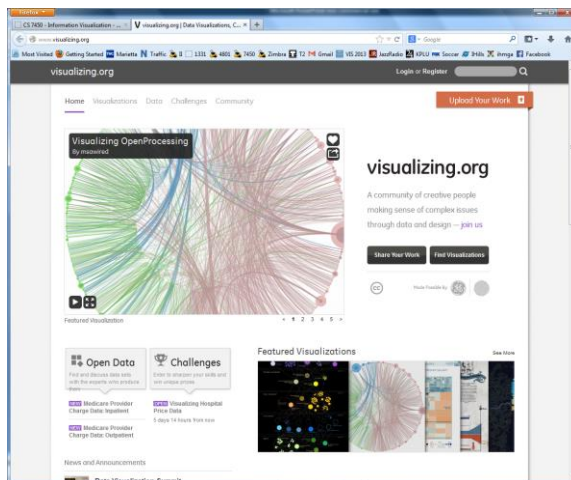 Firefox
CS 7450 - Information Visualization - ...
visualizing.org | Data Visualizations, C...
www.visualizing.org
Google
Most Visited Getting Started Marietta Traffic 1331 4801 7450 Zimbra T2 Gmail VIS 2013 JazzRadio KPLU Soccer Facebook
visualizing.org
Login or Register
Home Visualizations Data Challenges Community
Upload Your Work
Visualizing OpenProcessing
By msawired
visualizing.org
A community of creative people
making sense of complex issues
through data and design — join us
Share Your Work Find Visualizations
cc
Made Possible by
Featured Visualization
< 1 2 3 4 5 >
Open Data
Find and discuss data sets
with the experts who produce
them
NEW Medicare Provider
Charge Data: Inpatient
NEW Medicare Provider
Charge Data: Outpatient
Challenges
Enter to sharpen your skills and
win unique prizes
OPEN Visualizing Hospital
Price Data
5 days 14 hours from now
Featured Visualizations
See More
News and Announcements